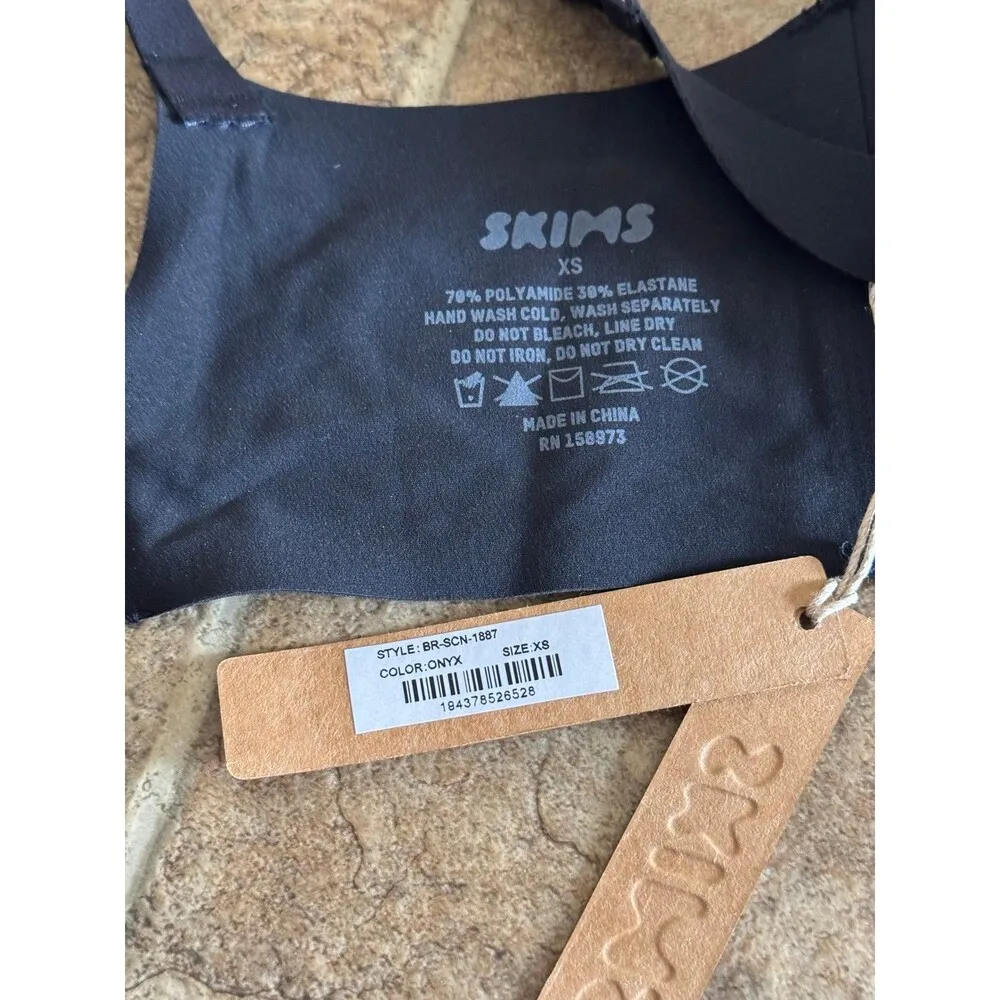 SKIMS
XS
70% POLYAMIDE 30% ELASTANE
HAND WASH COLD, WASH SEPARATELY
DO NOT BLEACH, LINE DRY
DO NOT IRON, DO NOT DRY CLEAN
MADE IN CHINA
RN 158973
STYLE: BR-SCN-1887
COLOR:ONYX SIZE:XS
194378526528
SKIMS